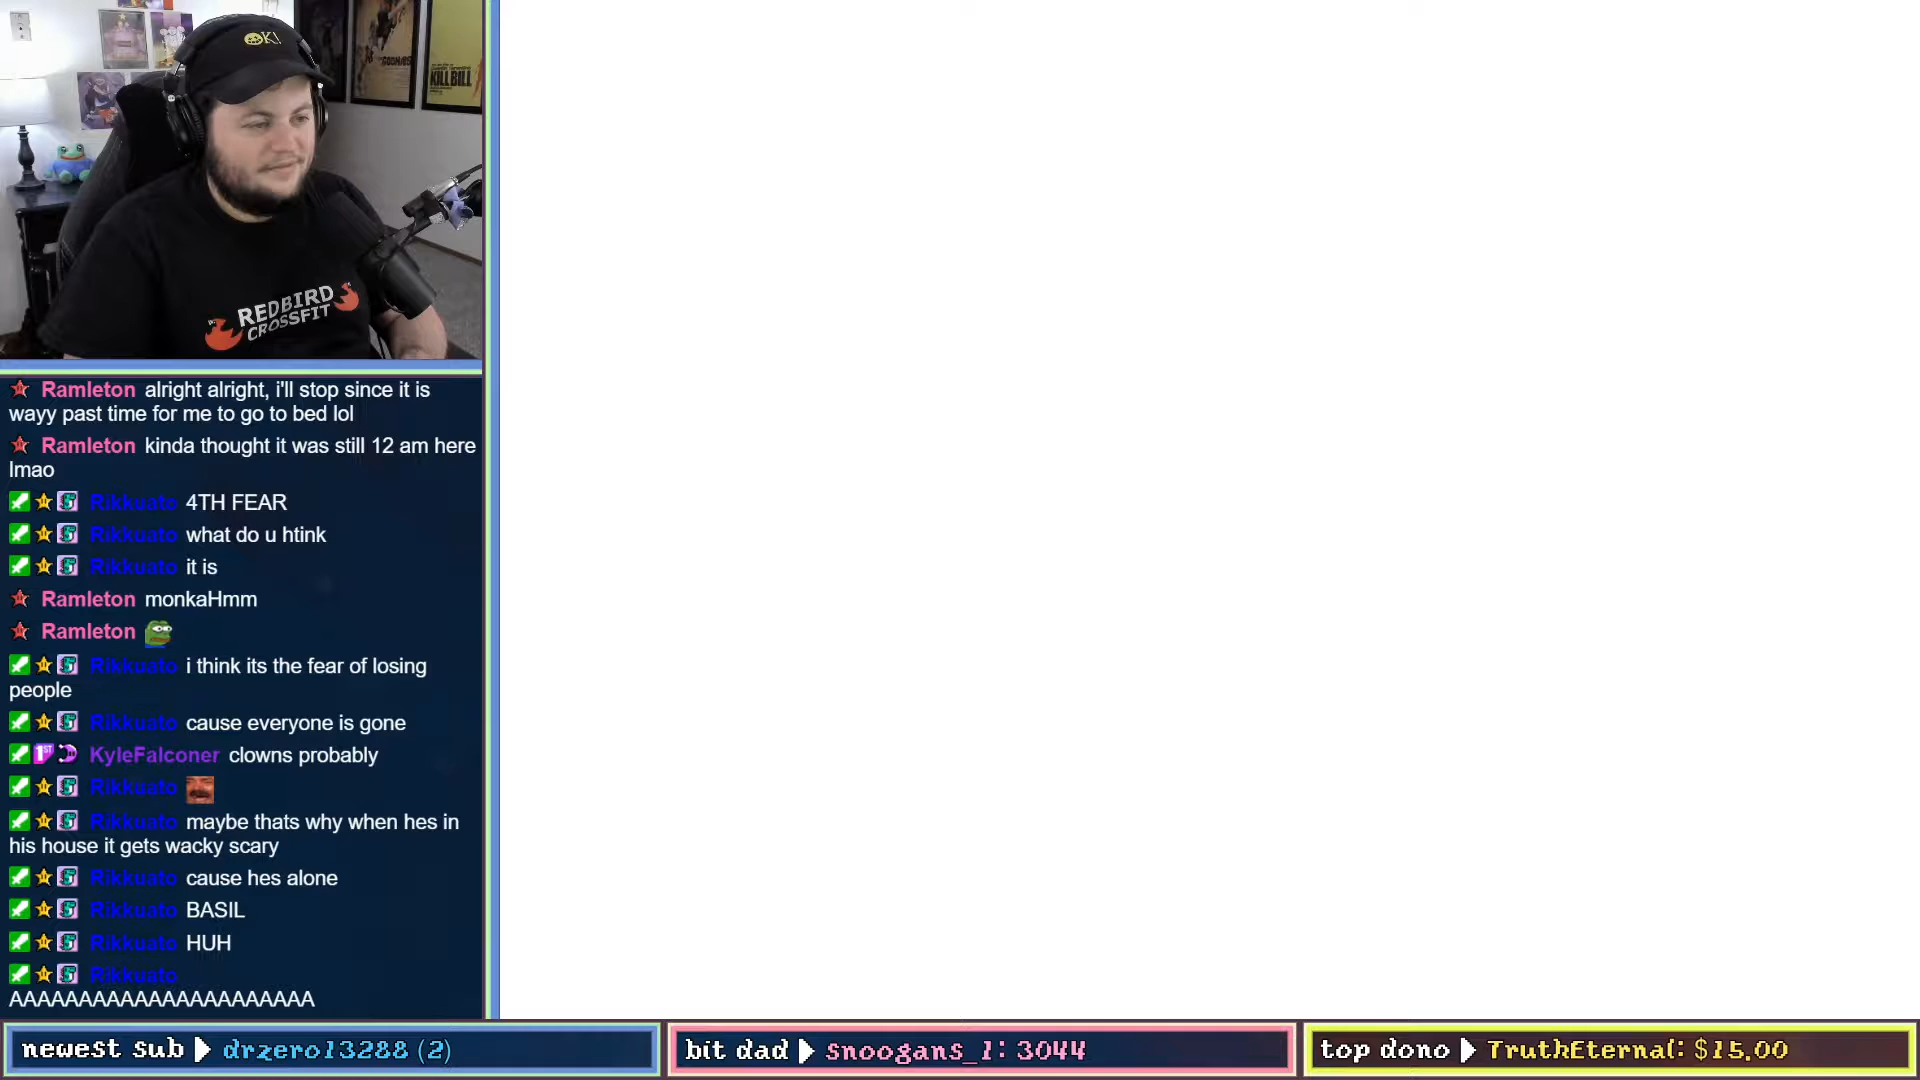 OK!
GOONIES
KILL BILL
REDBIRD
CROSSFIT
Ramleton alright alright, i'll stop since it is
wayy past time for me to go to bed lol
Ramleton kinda thought it was still 12 am here
lmao
Rikkuato 4TH FEAR
Rikkuato what do u htink
Rikkuato it is
Ramleton monkaHmm
Ramleton
Rikkuato i think its the fear of losing
people
Rikkuato cause everyone is gone
1ST KyleFalconer clowns probably
Rikkuato
Rikkuato maybe thats why when hes in
his house it gets wacky scary
Rikkuato cause hes alone
Rikkuato BASIL
Rikkuato HUH
Rikkuato
AAAAAAAAAAAAAAAAAAAAAA
newest sub drzero13288 (2)
bit dad snoogans_1: 3044
top dono TruthEternal: $15.00